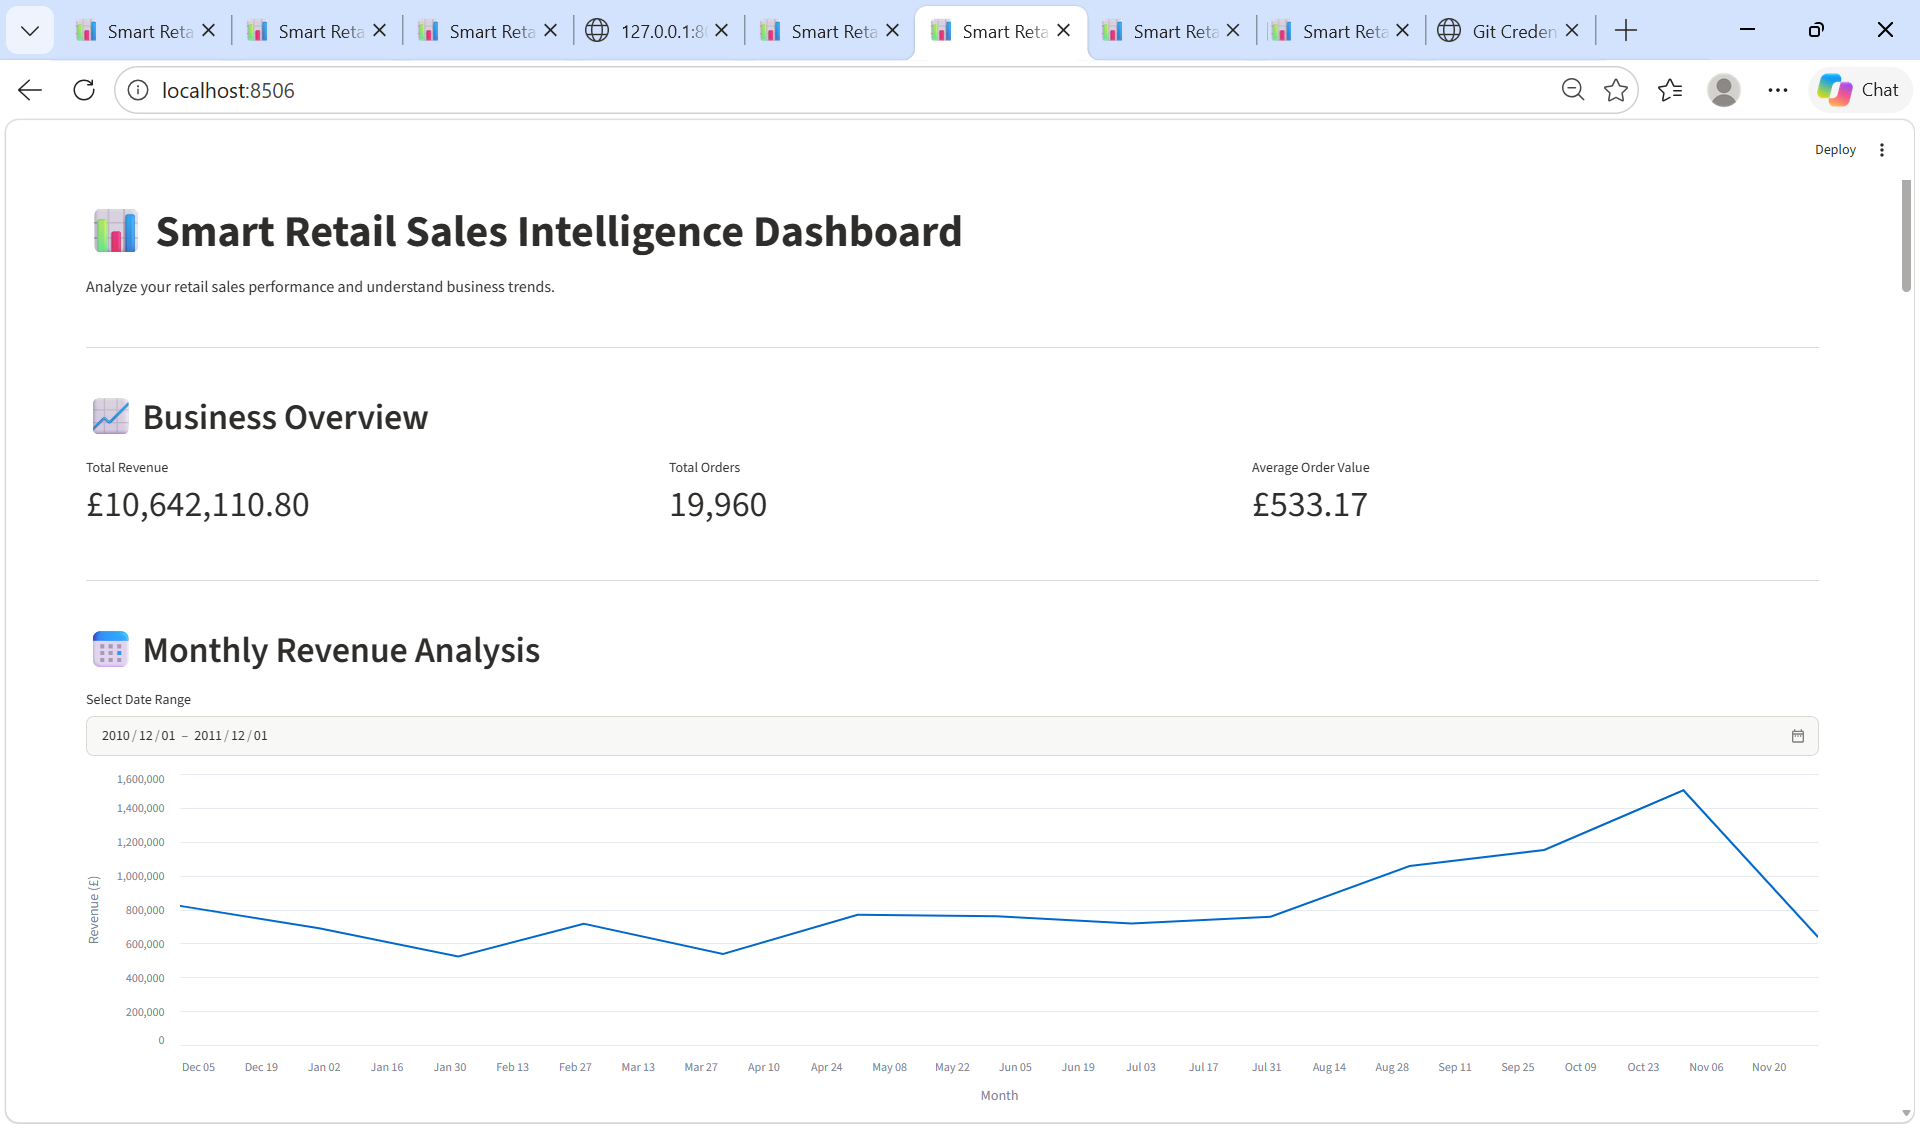 Smart Reta
Smart Reta
Smart Reta
127.0.0.1:8
Smart Reta
Smart Reta
Smart Reta
Smart Reta
Git Creden
localhost:8506
Chat
Deploy
Smart Retail Sales Intelligence Dashboard
Analyze your retail sales performance and understand business trends.
Business Overview
Total Revenue
£10,642,110.80
Total Orders
19,960
Average Order Value
£533.17
Monthly Revenue Analysis
Select Date Range
2010/12/01 – 2011/12/01
1,600,000
1,400,000
1,200,000
1,000,000
800,000
600,000
400,000
200,000
0
Revenue (£)
Dec 05 Dec 19 Jan 02 Jan 16 Jan 30 Feb 13 Feb 27 Mar 13 Mar 27 Apr 10 Apr 24 May 08 May 22 Jun 05 Jun 19 Jul 03 Jul 17 Jul 31 Aug 14 Aug 28 Sep 11 Sep 25 Oct 09 Oct 23 Nov 06 Nov 20
Month